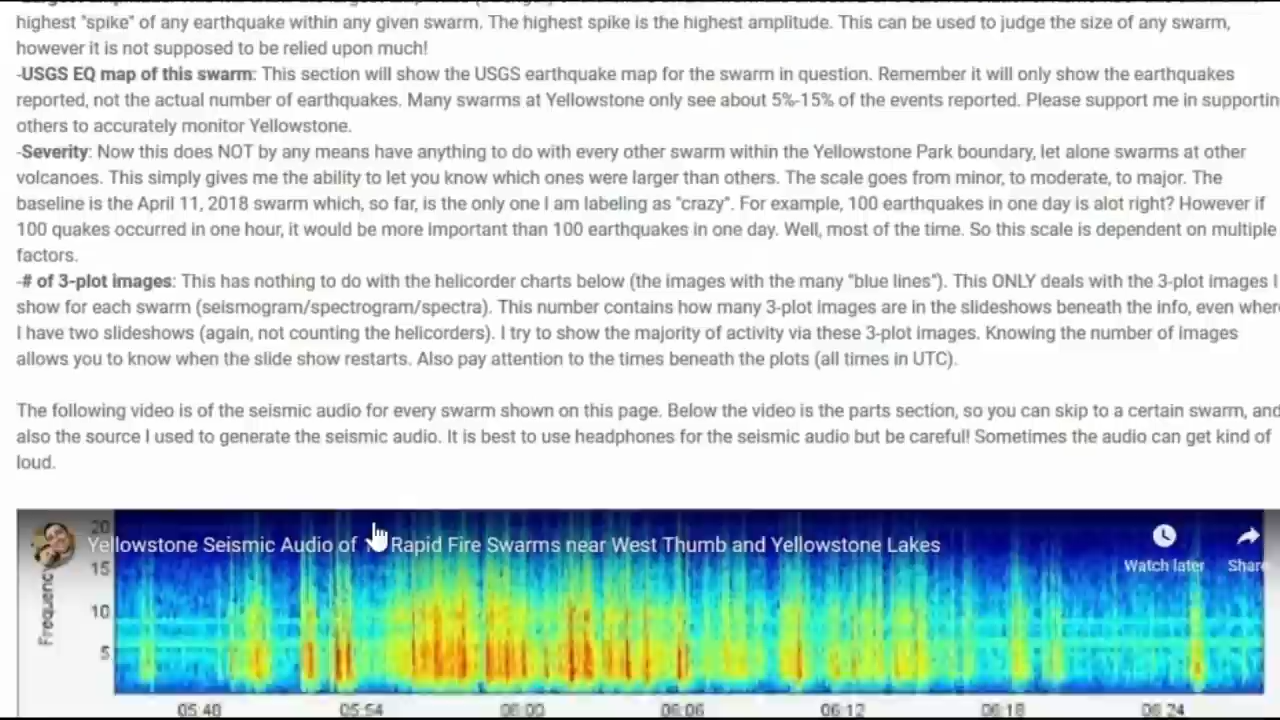 highest "spike" of any earthquake within any given swarm. The highest spike is the highest amplitude. This can be used to judge the size of any swarm,
however it is not supposed to be relied upon much!
-USGS EQ map of this swarm: This section will show the USGS earthquake map for the swarm in question. Remember it will only show the earthquakes
reported, not the actual number of earthquakes. Many swarms at Yellowstone only see about 5%-15% of the events reported. Please support me in supportin
others to accurately monitor Yellowstone.
-Severity: Now this does NOT by any means have anything to do with every other swarm within the Yellowstone Park boundary, let alone swarms at other
volcanoes. This simply gives me the ability to let you know which ones were larger than others. The scale goes from minor, to moderate, to major. The
baseline is the April 11, 2018 swarm which, so far, is the only one I am labeling as "crazy". For example, 100 earthquakes in one day is alot right? However if
100 quakes occurred in one hour, it would be more important than 100 earthquakes in one day. Well, most of the time. So this scale is dependent on multiple
factors.
-# of 3-plot images: This has nothing to do with the helicorder charts below (the images with the many "blue lines"). This ONLY deals with the 3-plot images I
show for each swarm (seismogram/spectrogram/spectra). This number contains how many 3-plot images are in the slideshows beneath the info, even when
I have two slideshows (again, not counting the helicorders). I try to show the majority of activity via these 3-plot images. Knowing the number of images
allows you to know when the slide show restarts. Also pay attention to the times beneath the plots (all times in UTC).
The following video is of the seismic audio for every swarm shown on this page. Below the video is the parts section, so you can skip to a certain swarm, and
also the source I used to generate the seismic audio. It is best to use headphones for the seismic audio but be careful! Sometimes the audio can get kind of
loud.
Yellowstone Seismic Audio of Rapid Fire Swarms near West Thumb and Yellowstone Lakes
Watch later Share
Frequency
20
15
10
5
05:48 05:54 06:00 06:06 06:12 06:18 06:24